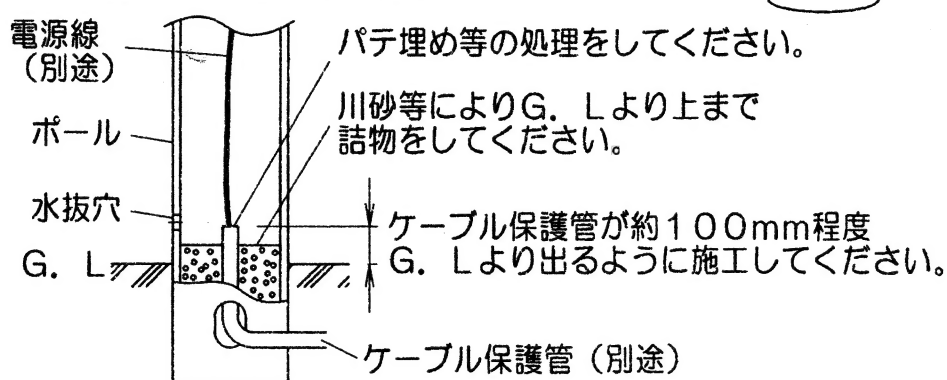 電源線
（別途）
パテ埋め等の処理をしてください。
川砂等によりG．Lより上まで
詰物をしてください。
ポール
水抜穴
ケーブル保護管が約１００mm程度
G．Lより出るように施工してください。
G．L
ケーブル保護管（別途）